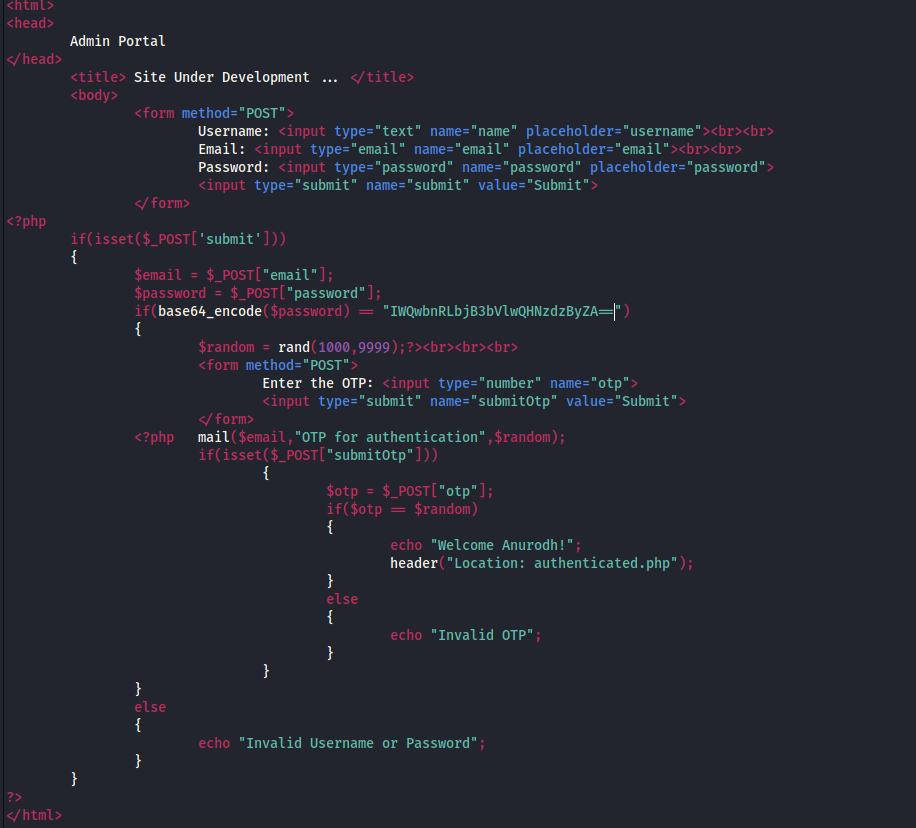 <html>
<head>
        Admin Portal
</head>
        <title> Site Under Development ... </title>
        <body>
                <form method="POST">
                        Username: <input type="text" name="name" placeholder="username"><br><br>
                        Email: <input type="email" name="email" placeholder="email"><br><br>
                        Password: <input type="password" name="password" placeholder="password">
                        <input type="submit" name="submit" value="Submit">
                </form>
<?php
        if(isset($_POST['submit']))
        {
                $email = $_POST["email"];
                $password = $_POST["password"];
                if(base64_encode($password) == "IWQwbnRLbjB3bVlwQHNzdzByZA==")
                {
                        $random = rand(1000,9999);?><br><br><br>
                        <form method="POST">
                                Enter the OTP: <input type="number" name="otp">
                                <input type="submit" name="submitOtp" value="Submit">
                        </form>
                <?php   mail($email,"OTP for authentication",$random);
                        if(isset($_POST["submitOtp"]))
                                {
                                        $otp = $_POST["otp"];
                                        if($otp == $random)
                                        {
                                                echo "Welcome Anurodh!";
                                                header("Location: authenticated.php");
                                        }
                                        else
                                        {
                                                echo "Invalid OTP";
                                        }
                                }
                }
                else
                {
                        echo "Invalid Username or Password";
                }
        }
?>
</html>